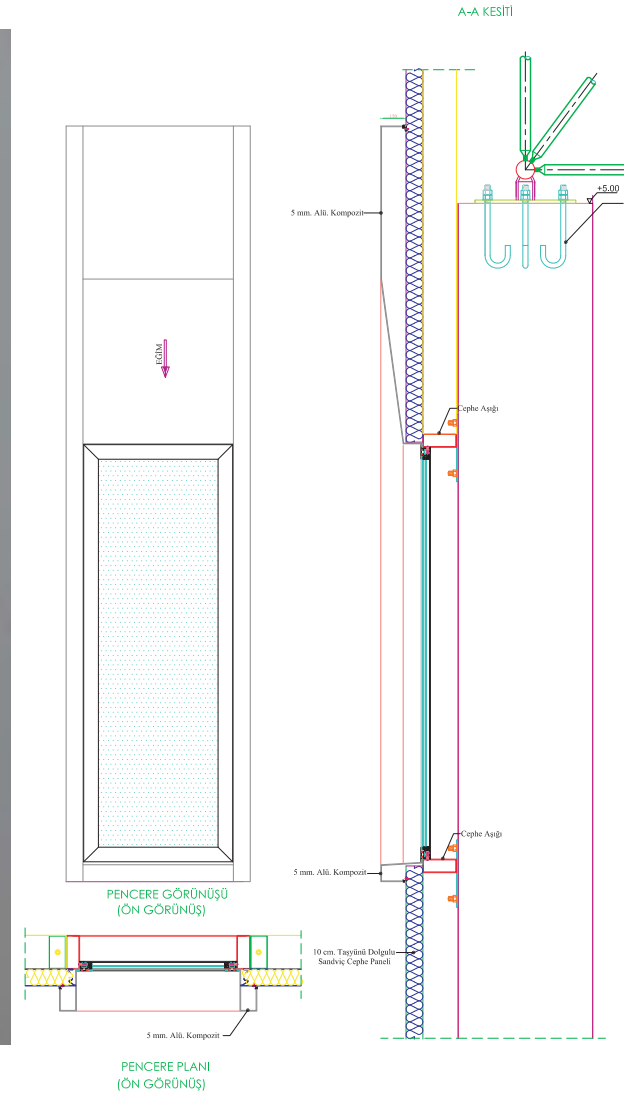 A-A KESİTİ
5 mm. Alü. Kompozit
+5.00
EĞİM
Cephe Aşığı
Cephe Aşığı
5 mm. Alü. Kompozit
PENCERE GÖRÜNÜŞÜ
(ÖN GÖRÜNÜŞ)
10 cm. Taşyünü Dolgulu
Sandviç Cephe Paneli
5 mm. Alü. Kompozit
PENCERE PLANI
(ÖN GÖRÜNÜŞ)